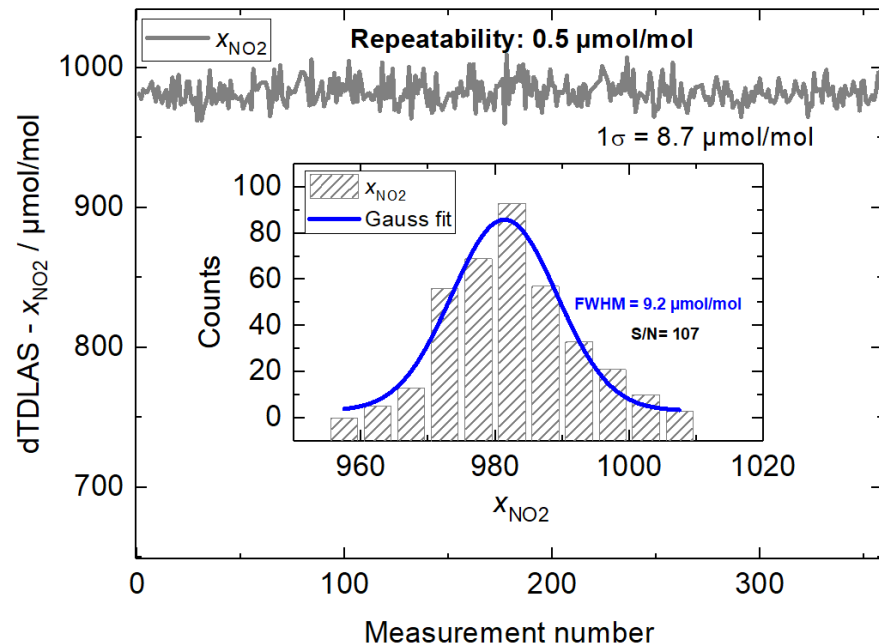 x_NO2
Repeatability: 0.5 µmol/mol
1σ = 8.7 µmol/mol
1000
900
800
700
dTDLAS - x_NO2 / µmol/mol
0
100
200
300
Measurement number
x_NO2
Gauss fit
FWHM = 9.2 µmol/mol
S/N= 107
100
80
60
40
20
0
Counts
960
980
1000
1020
x_NO2